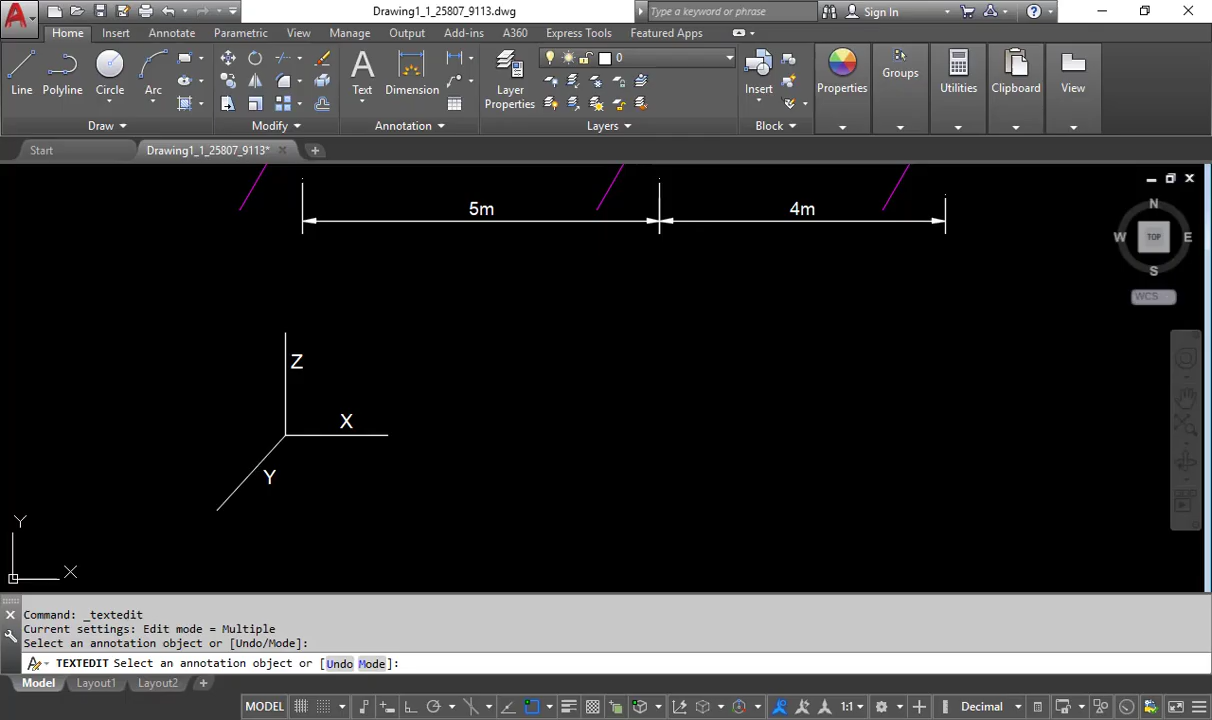 Drawing1_1_25807_9113.dwg
Type a keyword or phrase
Sign In
Home Insert Annotate Parametric View Manage Output Add-ins A360 Express Tools Featured Apps
Line Polyline Circle Arc
Draw
Modify
Text Dimension
Annotation
Layer Properties
0
Layers
Insert
Block
Properties
Groups
Utilities
Clipboard
View
Start
Drawing1_1_25807_9113*
5m
4m
N
W TOP E
S
WCS
Z
X
Y
Y
X
Command: _textedit
Current settings: Edit mode = Multiple
Select an annotation object or [Undo/Mode]:
TEXTEDIT Select an annotation object or [Undo Mode]:
Model Layout1 Layout2
MODEL
1:1
Decimal